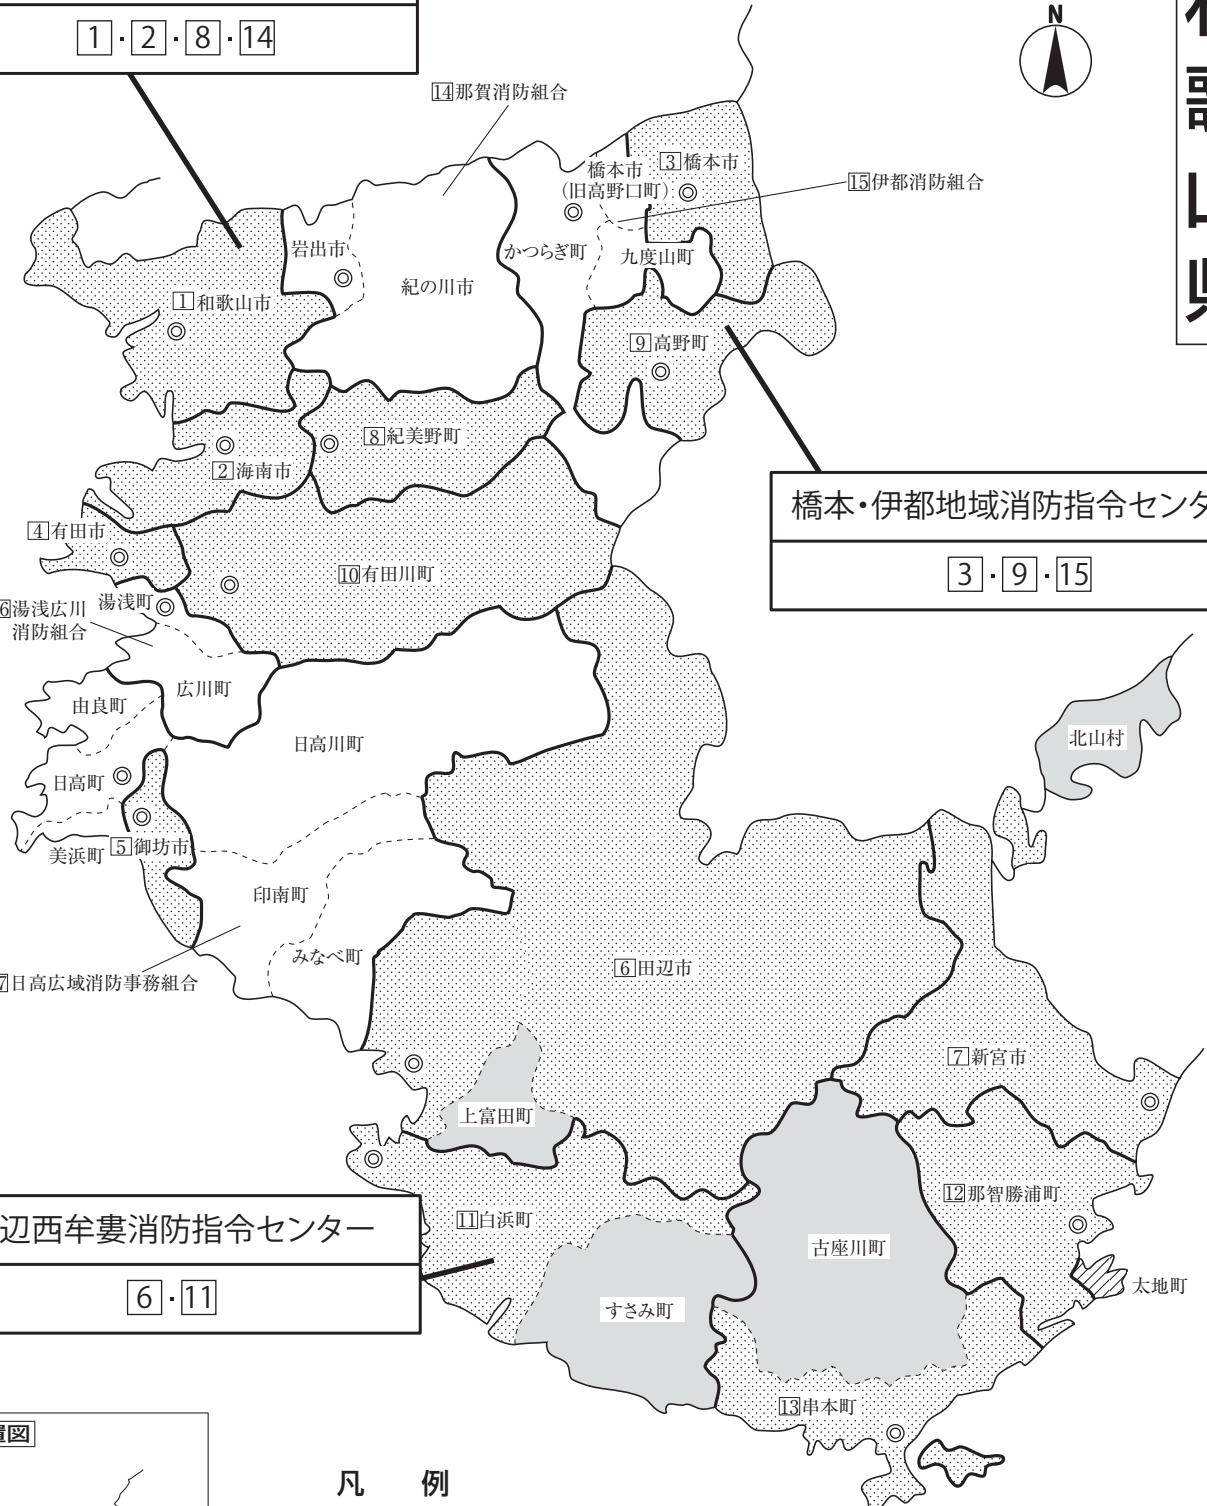 1・2・8・14
N
歌
山
14那賀消防組合
橋本市
(旧高野口町)
3橋本市
15伊都消防組合
岩出市
かつらぎ町
九度山町
紀の川市
1和歌山市
9高野町
8紀美野町
2海南市
橋本・伊都地域消防指令センタ
3・9・15
4有田市
10有田川町
湯浅町
湯浅広川
消防組合
広川町
由良町
日高川町
北山村
日高町
5御坊市
美浜町
印南町
みなべ町
6田辺市
日高広域消防事務組合
7新宮市
上富田町
12那智勝浦町
11白浜町
辺西牟婁消防指令センター
6・11
古座川町
太地町
すさみ町
13串本町
置図
凡 例